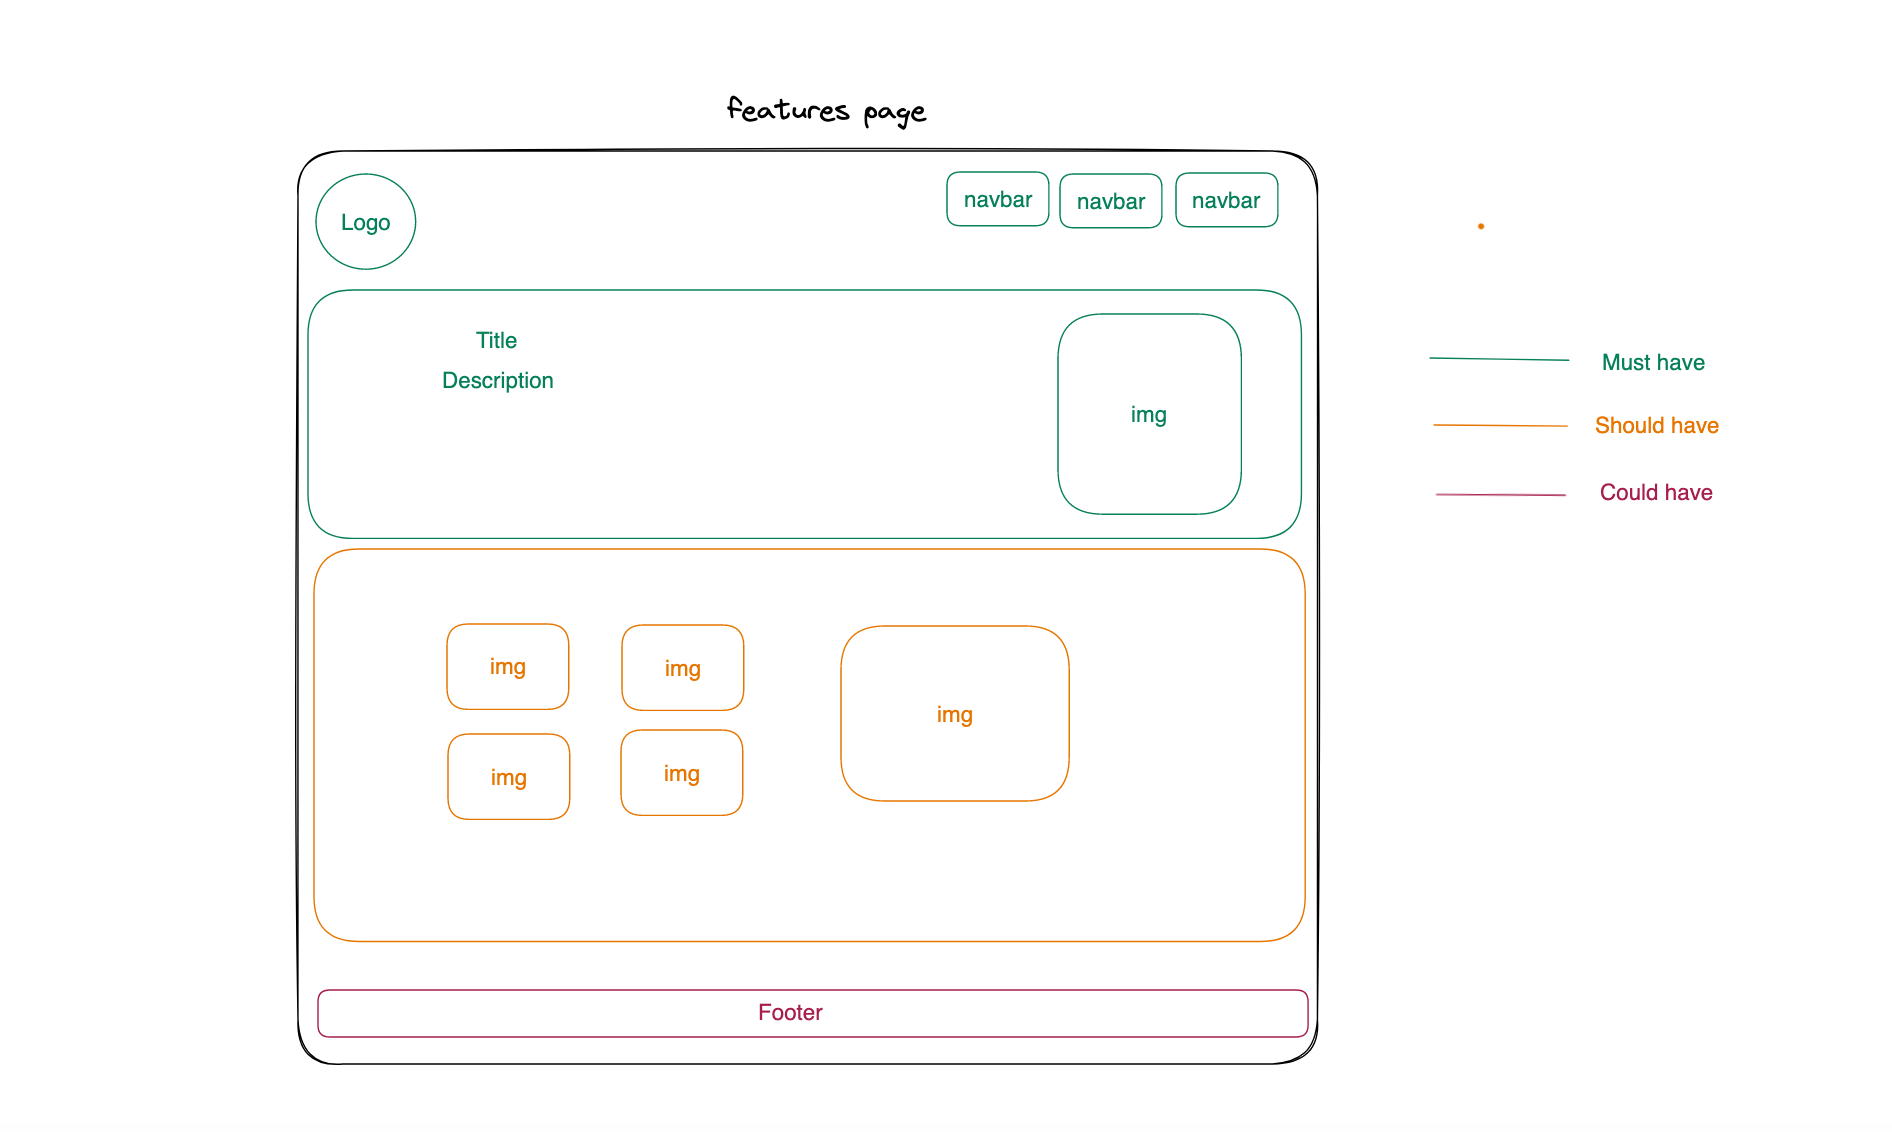 features page
Logo
navbar
navbar
navbar
Title
Description
img
Must have
Should have
Could have
img
img
img
img
img
Footer